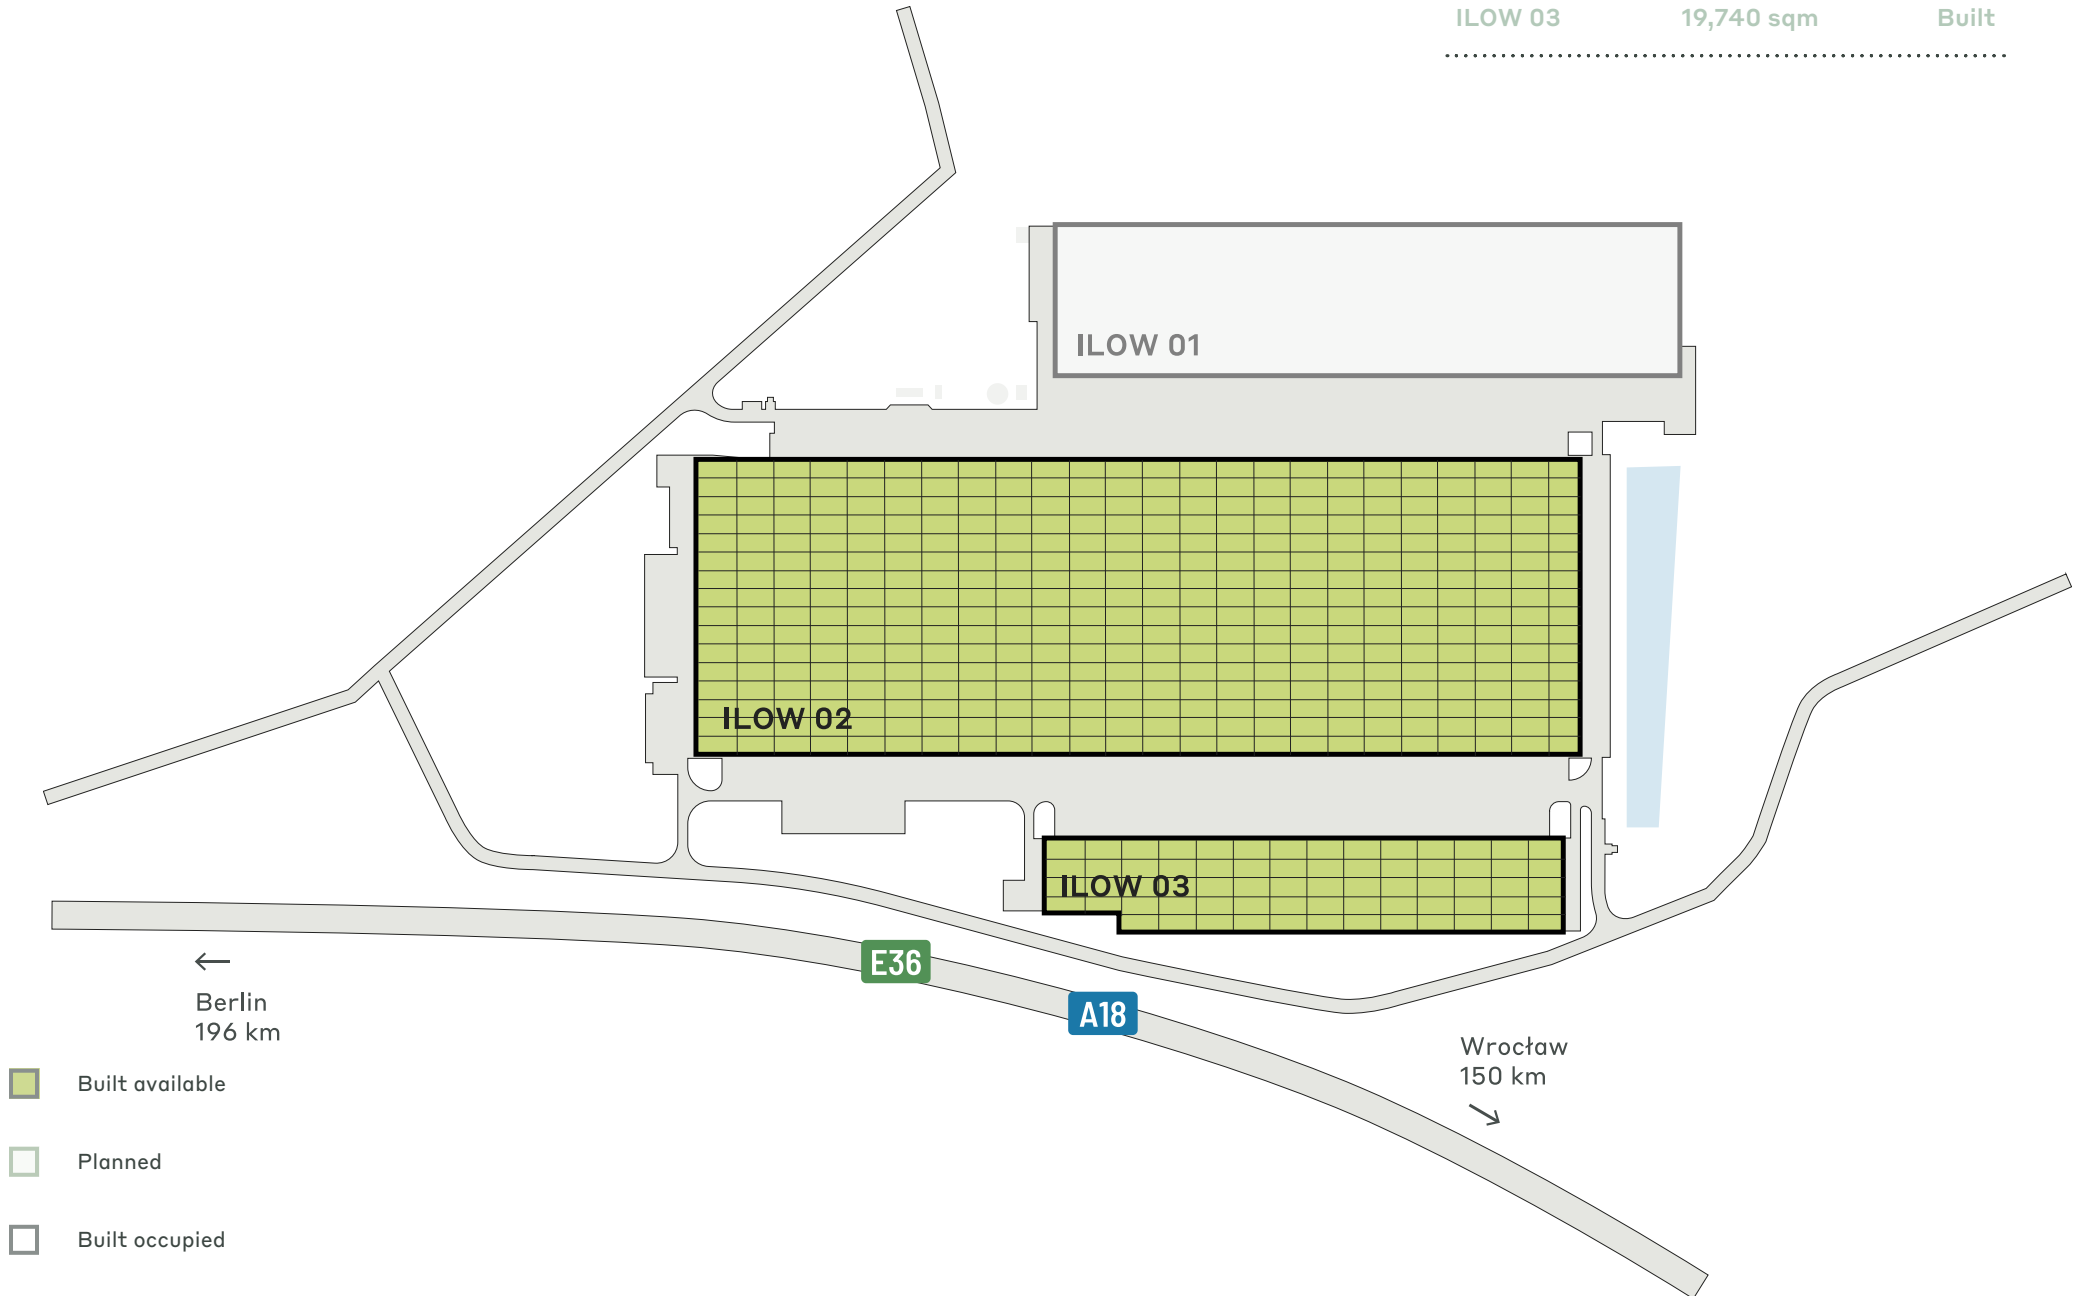 ILOW 03 19,740 sqm Built
ILOW 01
ILOW 02
ILOW 03
E36
A18
Berlin
196 km
Wrocław
150 km
Built available
Planned
Built occupied